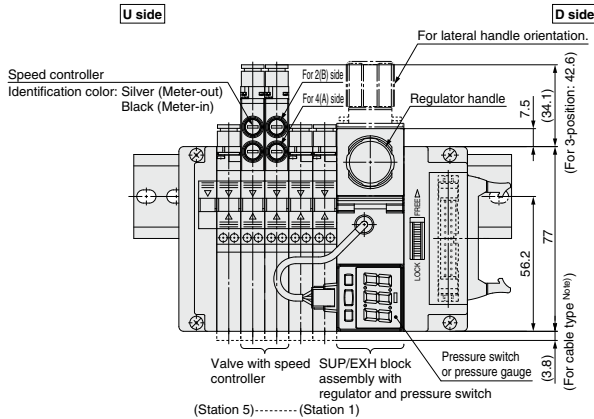 U side
D side
For lateral handle orientation.
Speed controller
Identification color: Silver (Meter-out)
Black (Meter-in)
For 2(B) side
For 4(A) side
Regulator handle
7.5
(34.1)
(For 3-position: 42.6)
FREE
LOCK
56.2
77
(3.8)
(For cable type Note))
Valve with speed
controller
SUP/EXH block
assembly with
regulator and pressure switch
Pressure switch
or pressure gauge
(Station 5)--------(Station 1)